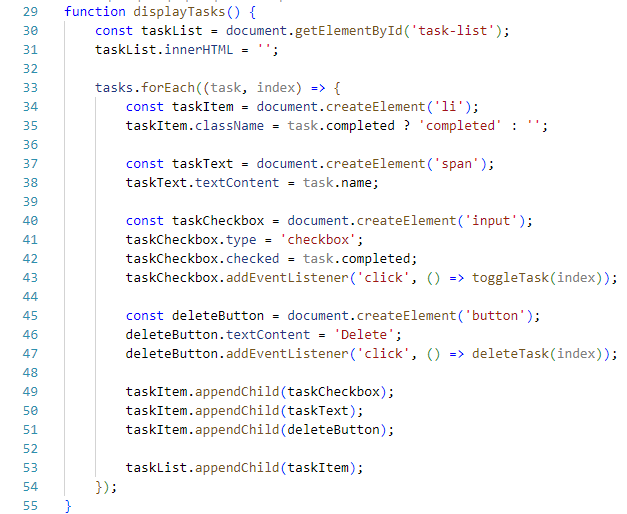 29 function displayTasks() {
30     const taskList = document.getElementById('task-list');
31     taskList.innerHTML = '';
32
33     tasks.forEach((task, index) => {
34         const taskItem = document.createElement('li');
35         taskItem.className = task.completed ? 'completed' : '';
36
37         const taskText = document.createElement('span');
38         taskText.textContent = task.name;
39
40         const taskCheckbox = document.createElement('input');
41         taskCheckbox.type = 'checkbox';
42         taskCheckbox.checked = task.completed;
43         taskCheckbox.addEventListener('click', () => toggleTask(index));
44
45         const deleteButton = document.createElement('button');
46         deleteButton.textContent = 'Delete';
47         deleteButton.addEventListener('click', () => deleteTask(index));
48
49         taskItem.appendChild(taskCheckbox);
50         taskItem.appendChild(taskText);
51         taskItem.appendChild(deleteButton);
52
53         taskList.appendChild(taskItem);
54     });
55 }